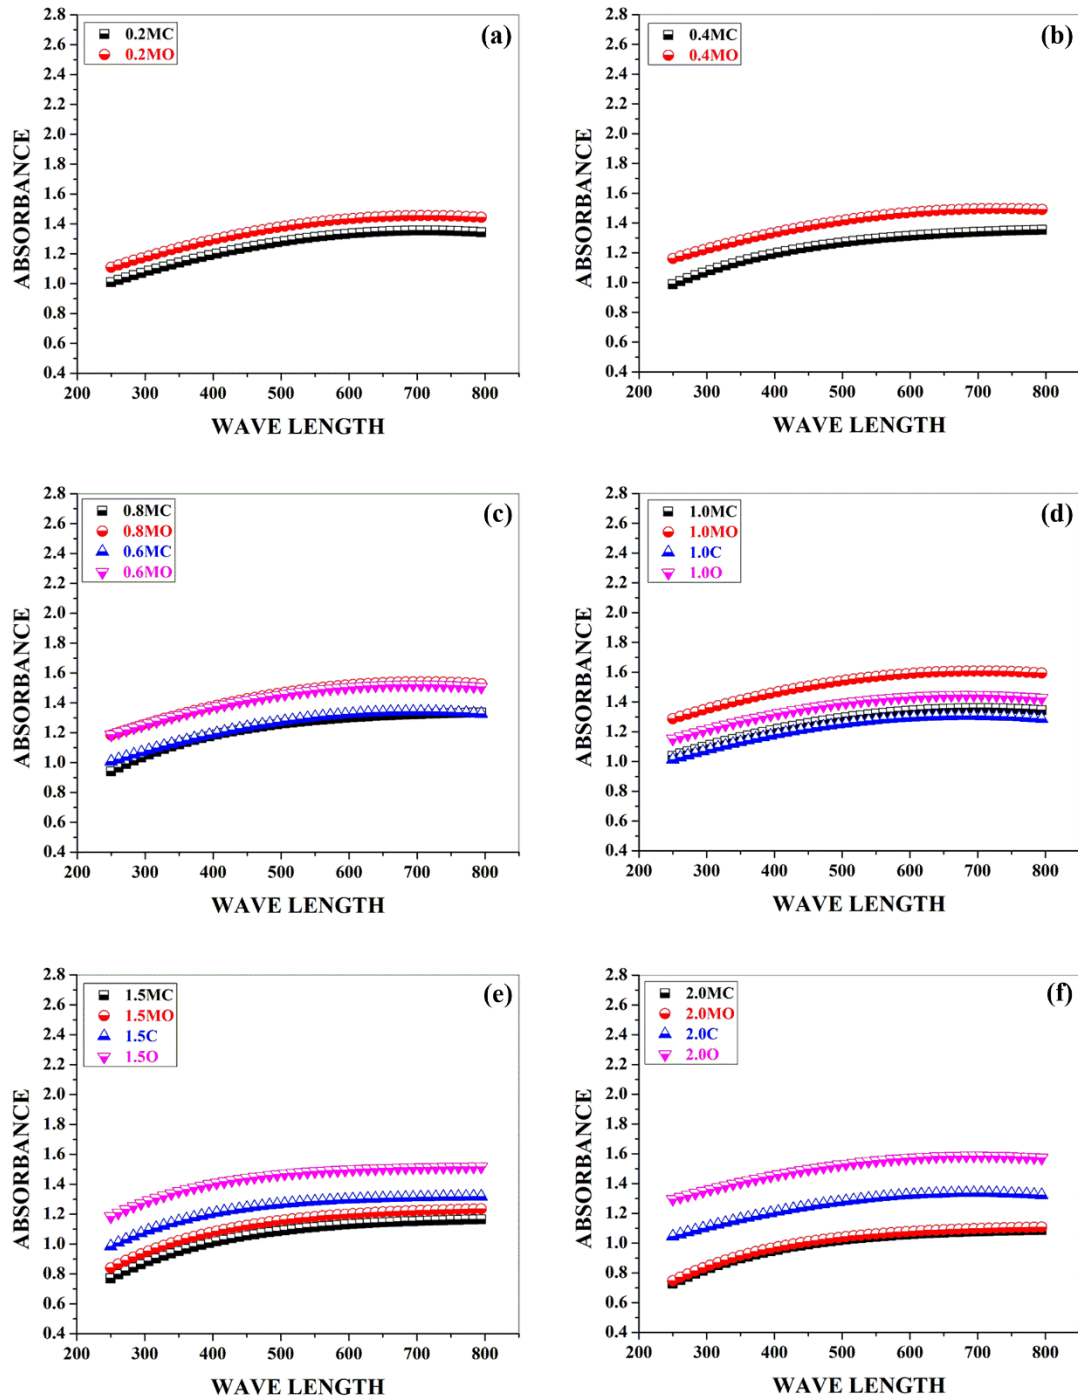 (a)
0.2MC
0.2MO
ABSORBANCE
2.8
2.6
2.4
2.2
2.0
1.8
1.6
1.4
1.2
1.0
0.8
0.6
0.4
200 300 400 500 600 700 800
WAVE LENGTH
(b)
0.4MC
0.4MO
ABSORBANCE
2.8
2.6
2.4
2.2
2.0
1.8
1.6
1.4
1.2
1.0
0.8
0.6
0.4
200 300 400 500 600 700 800
WAVE LENGTH
(c)
0.8MC
0.8MO
0.6MC
0.6MO
ABSORBANCE
2.8
2.6
2.4
2.2
2.0
1.8
1.6
1.4
1.2
1.0
0.8
0.6
0.4
200 300 400 500 600 700 800
WAVE LENGTH
(d)
1.0MC
1.0MO
1.0C
1.0O
ABSORBANCE
2.8
2.6
2.4
2.2
2.0
1.8
1.6
1.4
1.2
1.0
0.8
0.6
0.4
200 300 400 500 600 700 800
WAVE LENGTH
(e)
1.5MC
1.5MO
1.5C
1.5O
ABSORBANCE
2.8
2.6
2.4
2.2
2.0
1.8
1.6
1.4
1.2
1.0
0.8
0.6
0.4
200 300 400 500 600 700 800
WAVE LENGTH
(f)
2.0MC
2.0MO
2.0C
2.0O
ABSORBANCE
2.8
2.6
2.4
2.2
2.0
1.8
1.6
1.4
1.2
1.0
0.8
0.6
0.4
200 300 400 500 600 700 800
WAVE LENGTH